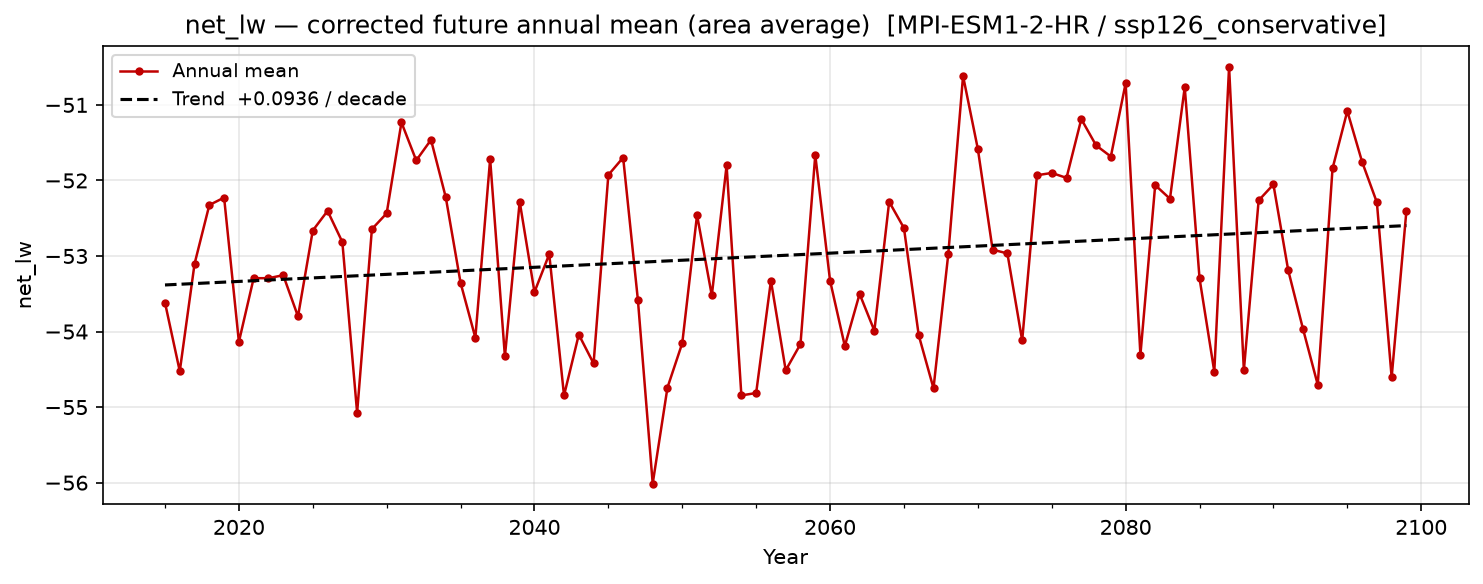 net_lw — corrected future annual mean (area average)  [MPI-ESM1-2-HR / ssp126_conservative]
Annual mean
Trend  +0.0936 / decade
net_lw
−51
−52
−53
−54
−55
−56
2020
2040
2060
2080
2100
Year